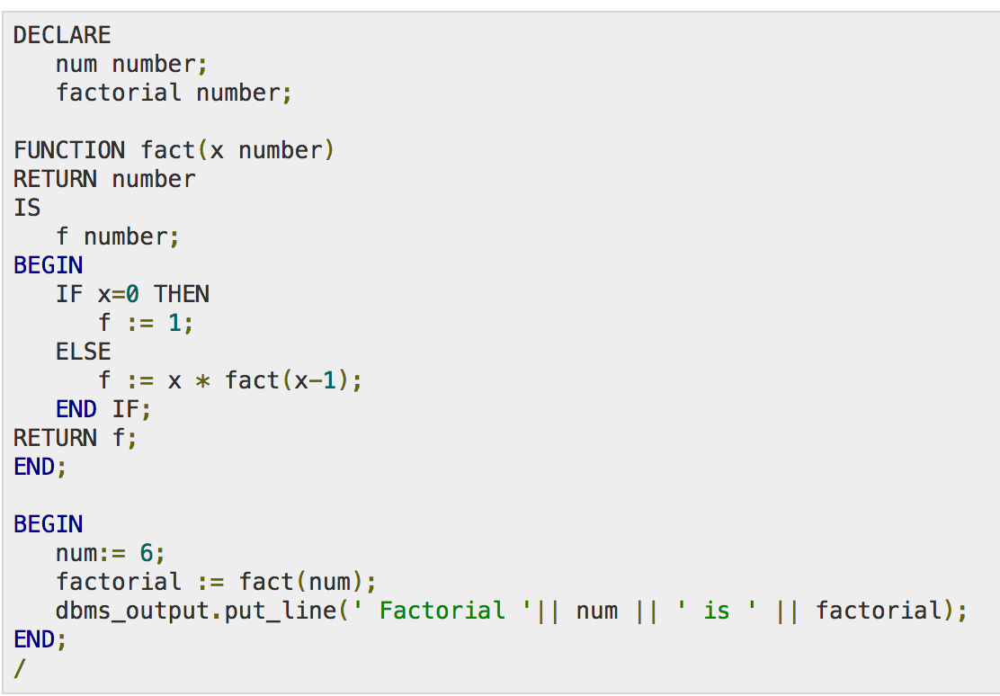 DECLARE
   num number;
   factorial number;

FUNCTION fact(x number)
RETURN number
IS
   f number;
BEGIN
   IF x=0 THEN
      f := 1;
   ELSE
      f := x * fact(x-1);
   END IF;
RETURN f;
END;

BEGIN
   num:= 6;
   factorial := fact(num);
   dbms_output.put_line(' Factorial '|| num || ' is ' || factorial);
END;
/